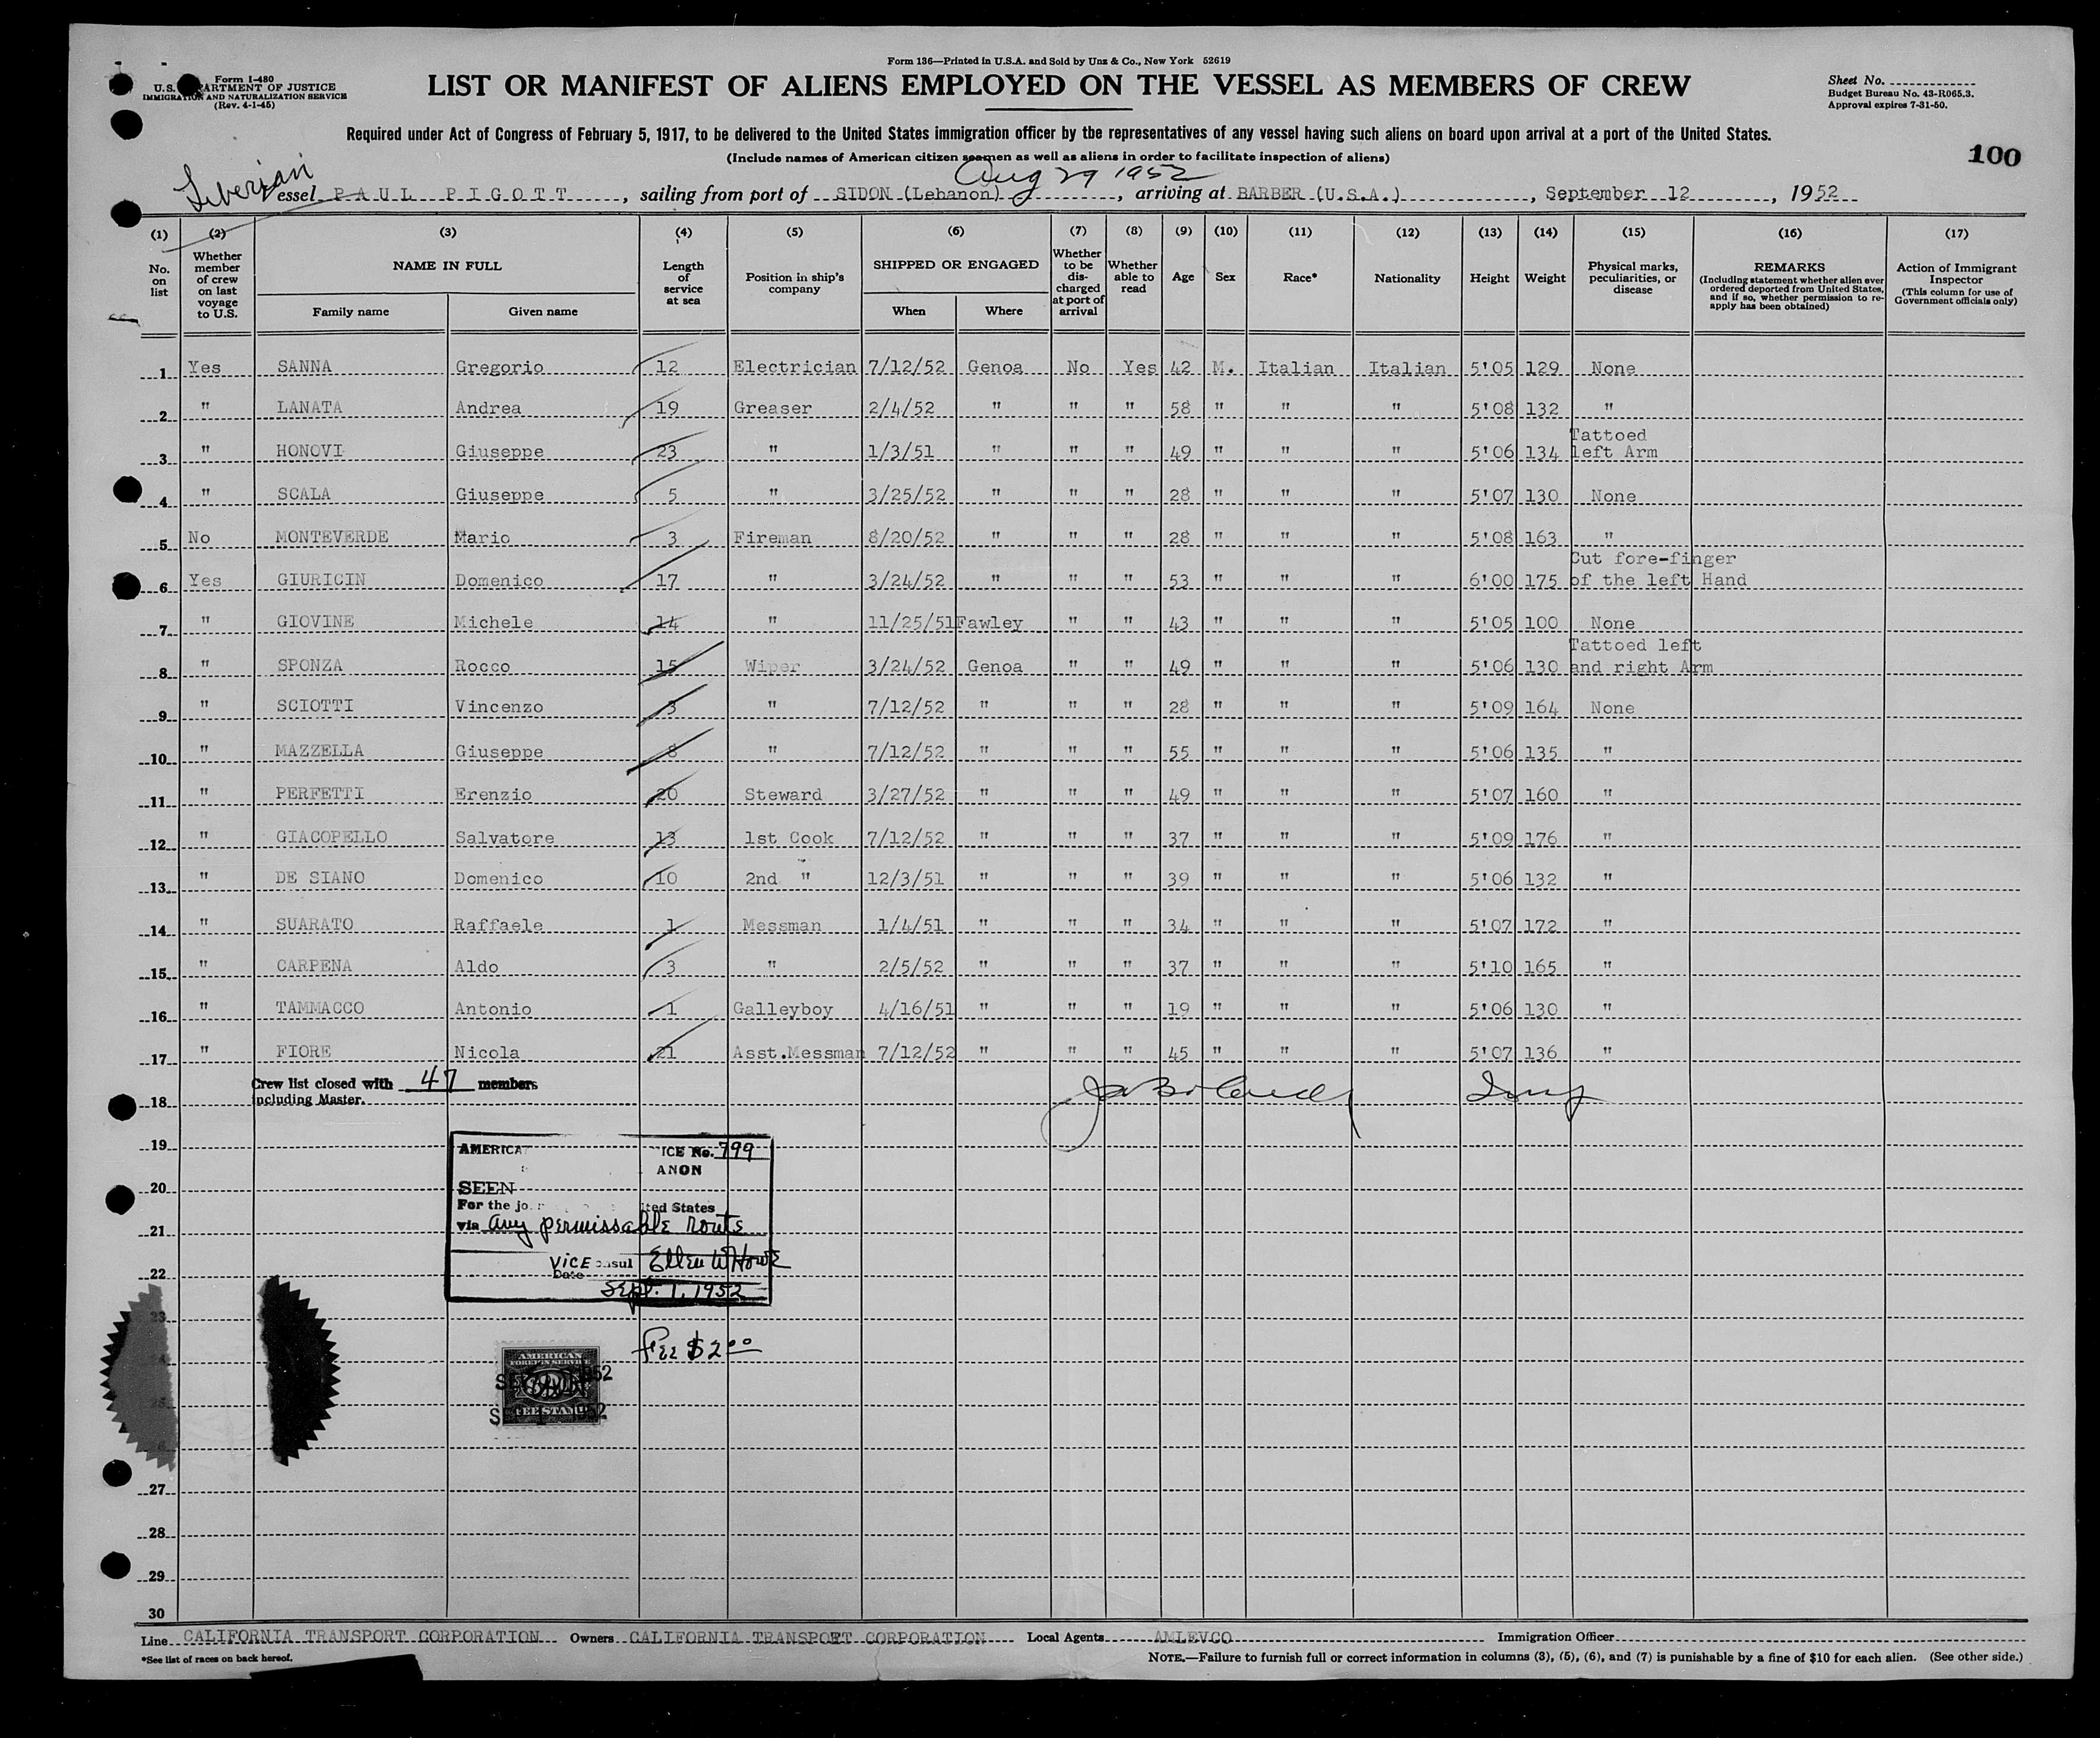 Form 136—Printed in U.S.A. and Sold by Unz & Co., New York 52619
Form I-480
U.S. DEPARTMENT OF JUSTICE
IMMIGRATION AND NATURALIZATION SERVICE
(Rev. 4-1-45)
LIST OR MANIFEST OF ALIENS EMPLOYED ON THE VESSEL AS MEMBERS OF CREW
Sheet No.
Budget Bureau No. 43-R065.3.
Approval expires 7-31-50.
Required under Act of Congress of February 5, 1917, to be delivered to the United States immigration officer by the representatives of any vessel having such aliens on board upon arrival at a port of the United States.
(Include names of American citizen seamen as well as aliens in order to facilitate inspection of aliens)
100
Liberian
Aug 29 1952
essel PAUL PIGOTT, sailing from port of SIDON (Lebanon), arriving at BARBER (U.S.A.), September 12, 1952
(1) (2) (3) (4) (5) (6) (7) (8) (9) (10) (11) (12) (13) (14) (15) (16) (17)
No. on list
Whether member of crew on last voyage to U.S.
NAME IN FULL
Family name Given name
Length of service at sea
Position in ship's company
SHIPPED OR ENGAGED
When Where
Whether to be discharged at port of arrival
Whether able to read
Age
Sex
Race*
Nationality
Height
Weight
Physical marks, peculiarities, or disease
REMARKS
(Including statement whether alien ever ordered deported from United States, and if so, whether permission to re-apply has been obtained)
Action of Immigrant Inspector
(This column for use of Government officials only)
1 Yes SANNA Gregorio 12 Electrician 7/12/52 Genoa No Yes 42 M. Italian Italian 5'05 129 None
2 " LANATA Andrea 19 Greaser 2/4/52 " " " 58 " " " 5'08 132 "
3 " HONOVI Giuseppe 23 " 1/3/51 " " " 49 " " " 5'06 134 Tattoed left Arm
4 " SCALA Giuseppe 5 " 3/25/52 " " " 28 " " " 5'07 130 None
5 No MONTEVERDE Mario 3 Fireman 8/20/52 " " " 28 " " " 5'08 163 "
6 Yes GIURICIN Domenico 17 " 3/24/52 " " " 53 " " " 6'00 175 Cut fore-finger of the left Hand
7 " GIOVINE Michele 14 " 11/25/51 Fawley " " 43 " " " 5'05 100 None
8 " SPONZA Rocco 15 Wiper 3/24/52 Genoa " " 49 " " " 5'06 130 Tattoed left and right Arm
9 " SCIOTTI Vincenzo 3 " 7/12/52 " " " 28 " " " 5'09 164 None
10 " MAZZELLA Giuseppe 8 " 7/12/52 " " " 55 " " " 5'06 135 "
11 " PERFETTI Erenzio 20 Steward 3/27/52 " " " 49 " " " 5'07 160 "
12 " GIACOPELLO Salvatore 13 1st Cook 7/12/52 " " " 37 " " " 5'09 176 "
13 " DE SIANO Domenico 10 2nd " 12/3/51 " " " 39 " " " 5'06 132 "
14 " SUARATO Raffaele 1 Messman 1/4/51 " " " 34 " " " 5'07 172 "
15 " CARPENA Aldo 3 " 2/5/52 " " " 37 " " " 5'10 165 "
16 " TAMMACCO Antonio 1 Galleyboy 4/16/51 " " " 19 " " " 5'06 130 "
17 " FIORE Nicola 21 Asst.Messman 7/12/52 " " " 45 " " " 5'07 136 "
Crew list closed with 47 members
including Master.
18
19
AMERICA ICE No. 799
ANON
20
SEEN
For the jo ited States
21
via any permissable route
Vice nsul Ellen W Howe
22
Date Sept. 1, 1952
23
Fee $2.00
AMERICAN
FOREIGN SERVICE
FEE STAMP
27
28
29
30
Line CALIFORNIA TRANSPORT CORPORATION Owners CALIFORNIA TRANSPORT CORPORATION Local Agents AMLEVCO Immigration Officer
*See list of races on back hereof.
NOTE.—Failure to furnish full or correct information in columns (3), (5), (6), and (7) is punishable by a fine of $10 for each alien. (See other side.)